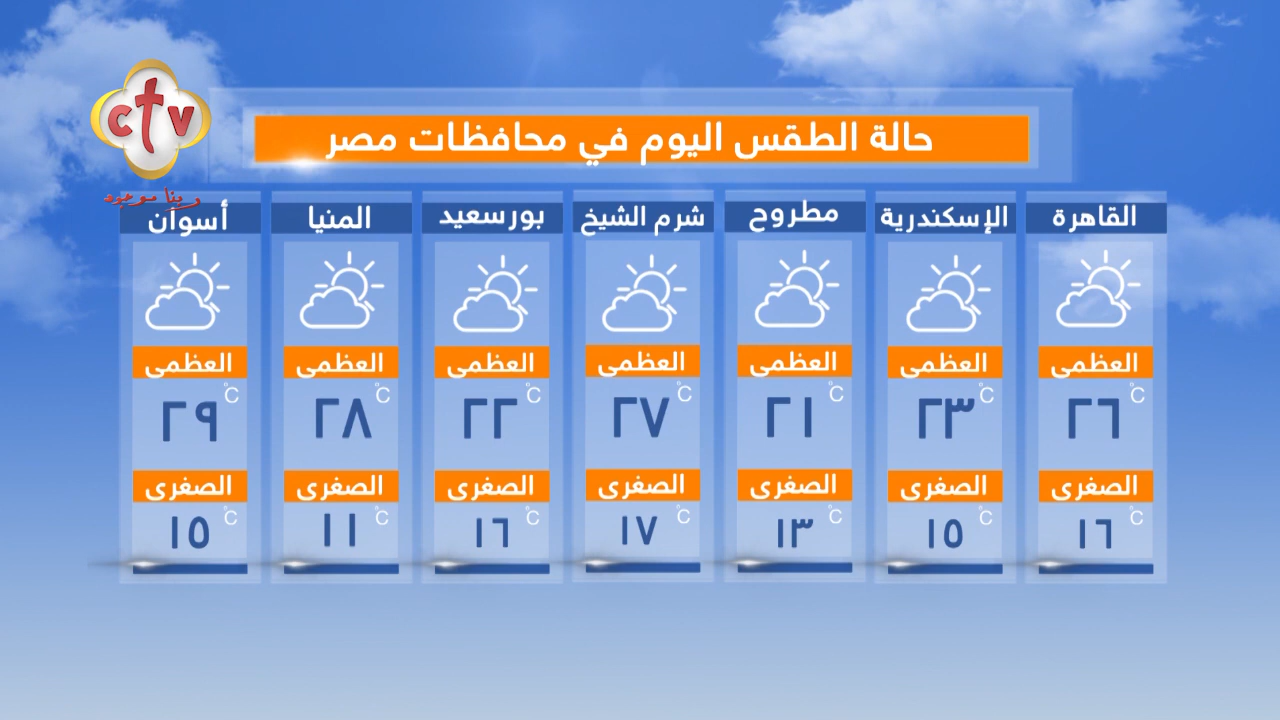 ctv
ربنا موجود
حالة الطقس اليوم في محافظات مصر
القاهرة
العظمى
٢٦ °C
الصغرى
١٦ °C
الإسكندرية
العظمى
٢٣ °C
الصغرى
١٥ °C
مطروح
العظمى
٢١ °C
الصغرى
١٣ °C
شرم الشيخ
العظمى
٢٧ °C
الصغرى
١٧ °C
بورسعيد
العظمى
٢٢ °C
الصغرى
١٦ °C
المنيا
العظمى
٢٨ °C
الصغرى
١١ °C
أسوان
العظمى
٢٩ °C
الصغرى
١٥ °C